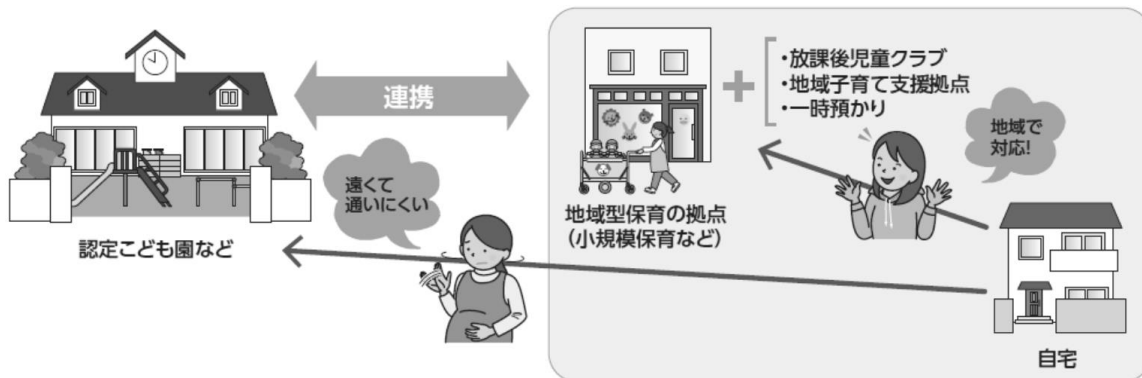 連携
認定こども園など
遠くて
通いにくい
地域型保育の拠点
(小規模保育など)
・放課後児童クラブ
・地域子育て支援拠点
・一時預かり
地域で
対応!
自宅